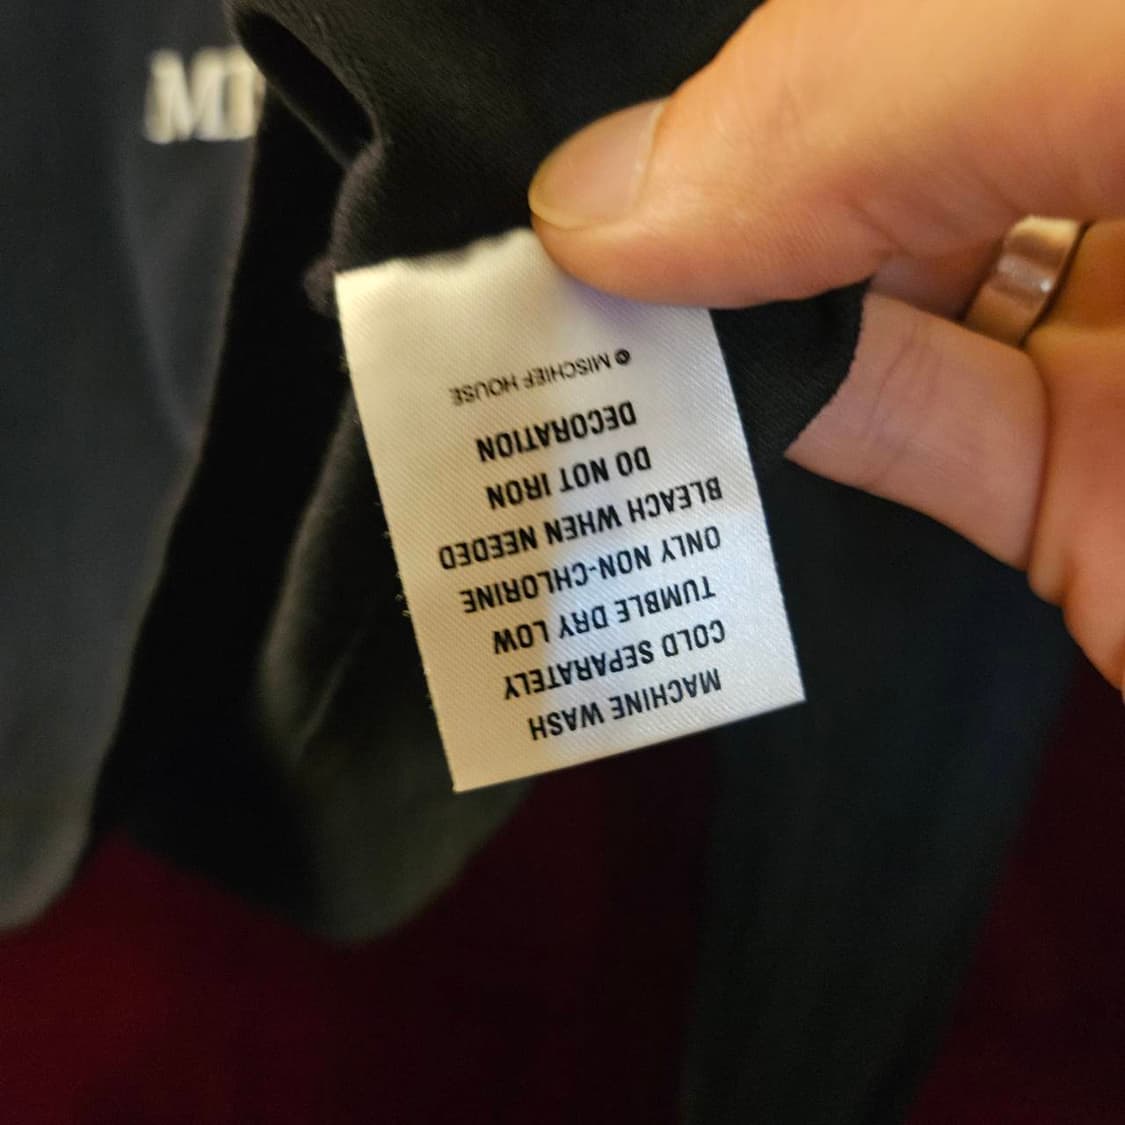 MACHINE WASH
COLD SEPARATELY
TUMBLE DRY LOW
ONLY NON-CHLORINE
BLEACH WHEN NEEDED
DO NOT IRON
DECORATION
© MISCHIEF HOUSE